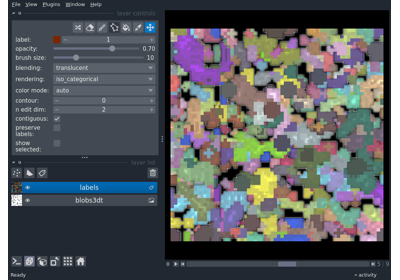 File View Plugins Window Help
layer controls
label: 1
opacity: 0.70
brush size: 10
blending: translucent
rendering: iso_categorical
color mode: auto
contour: 0
n edit dim: 2
contiguous:
preserve
labels:
show
selected:
layer list
labels
blobs3dt
Ready
activity